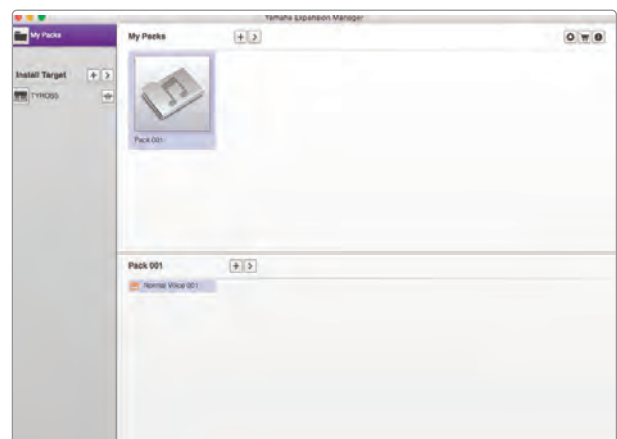 Yamaha Expansion Manager
My Packs
My Packs
Install Target
TYROS5
Pack 001
Pack 001
Normal Voice 001